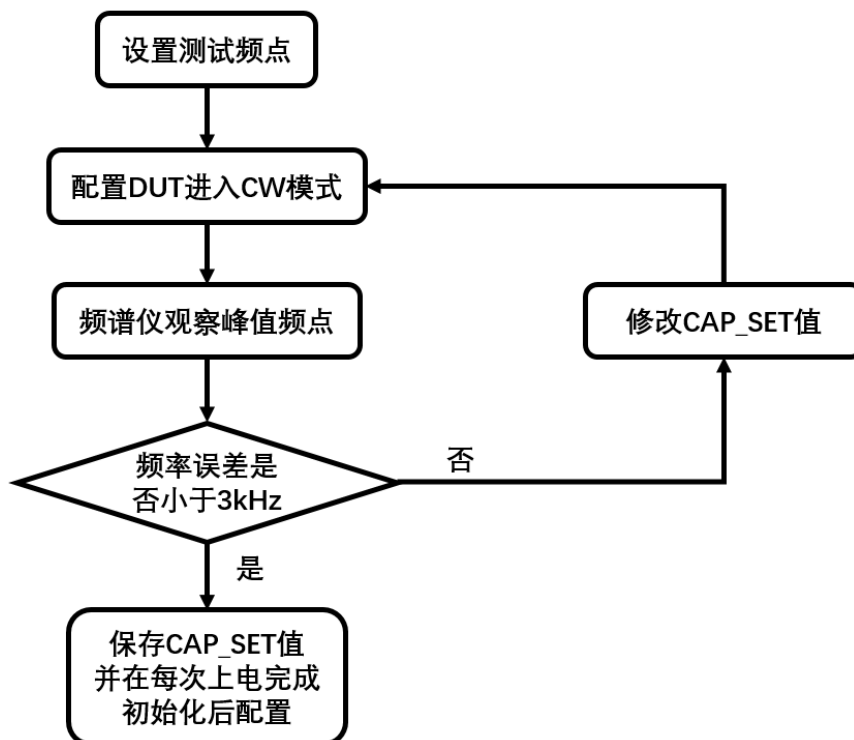 设置测试频点
配置DUT进入CW模式
频谱仪观察峰值频点
修改CAP_SET值
频率误差是
否小于3kHz
否
是
保存CAP_SET值
并在每次上电完成
初始化后配置